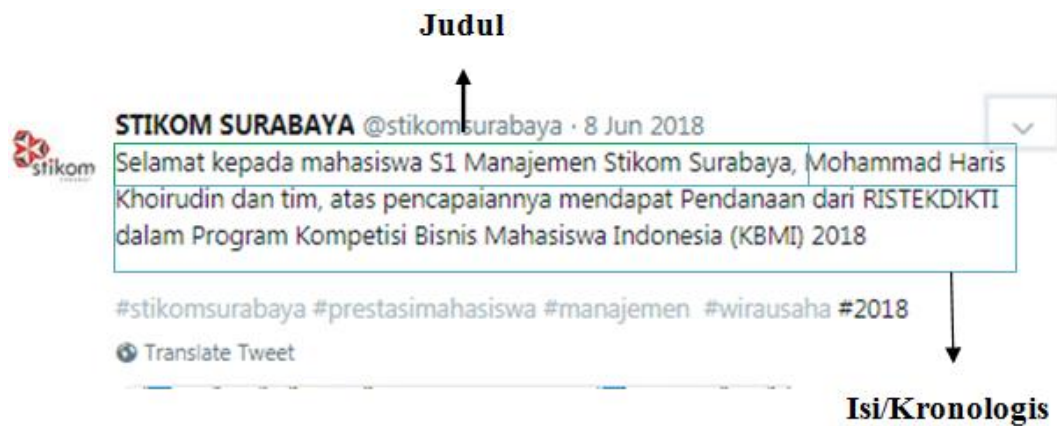 Judul
STIKOM SURABAYA @stikomsurabaya · 8 Jun 2018
stikom
Selamat kepada mahasiswa S1 Manajemen Stikom Surabaya, Mohammad Haris
Khoirudin dan tim, atas pencapaiannya mendapat Pendanaan dari RISTEKDIKTI
dalam Program Kompetisi Bisnis Mahasiswa Indonesia (KBMI) 2018
#stikomsurabaya #prestasimahasiswa #manajemen #wirausaha #2018
Translate Tweet
Isi/Kronologis